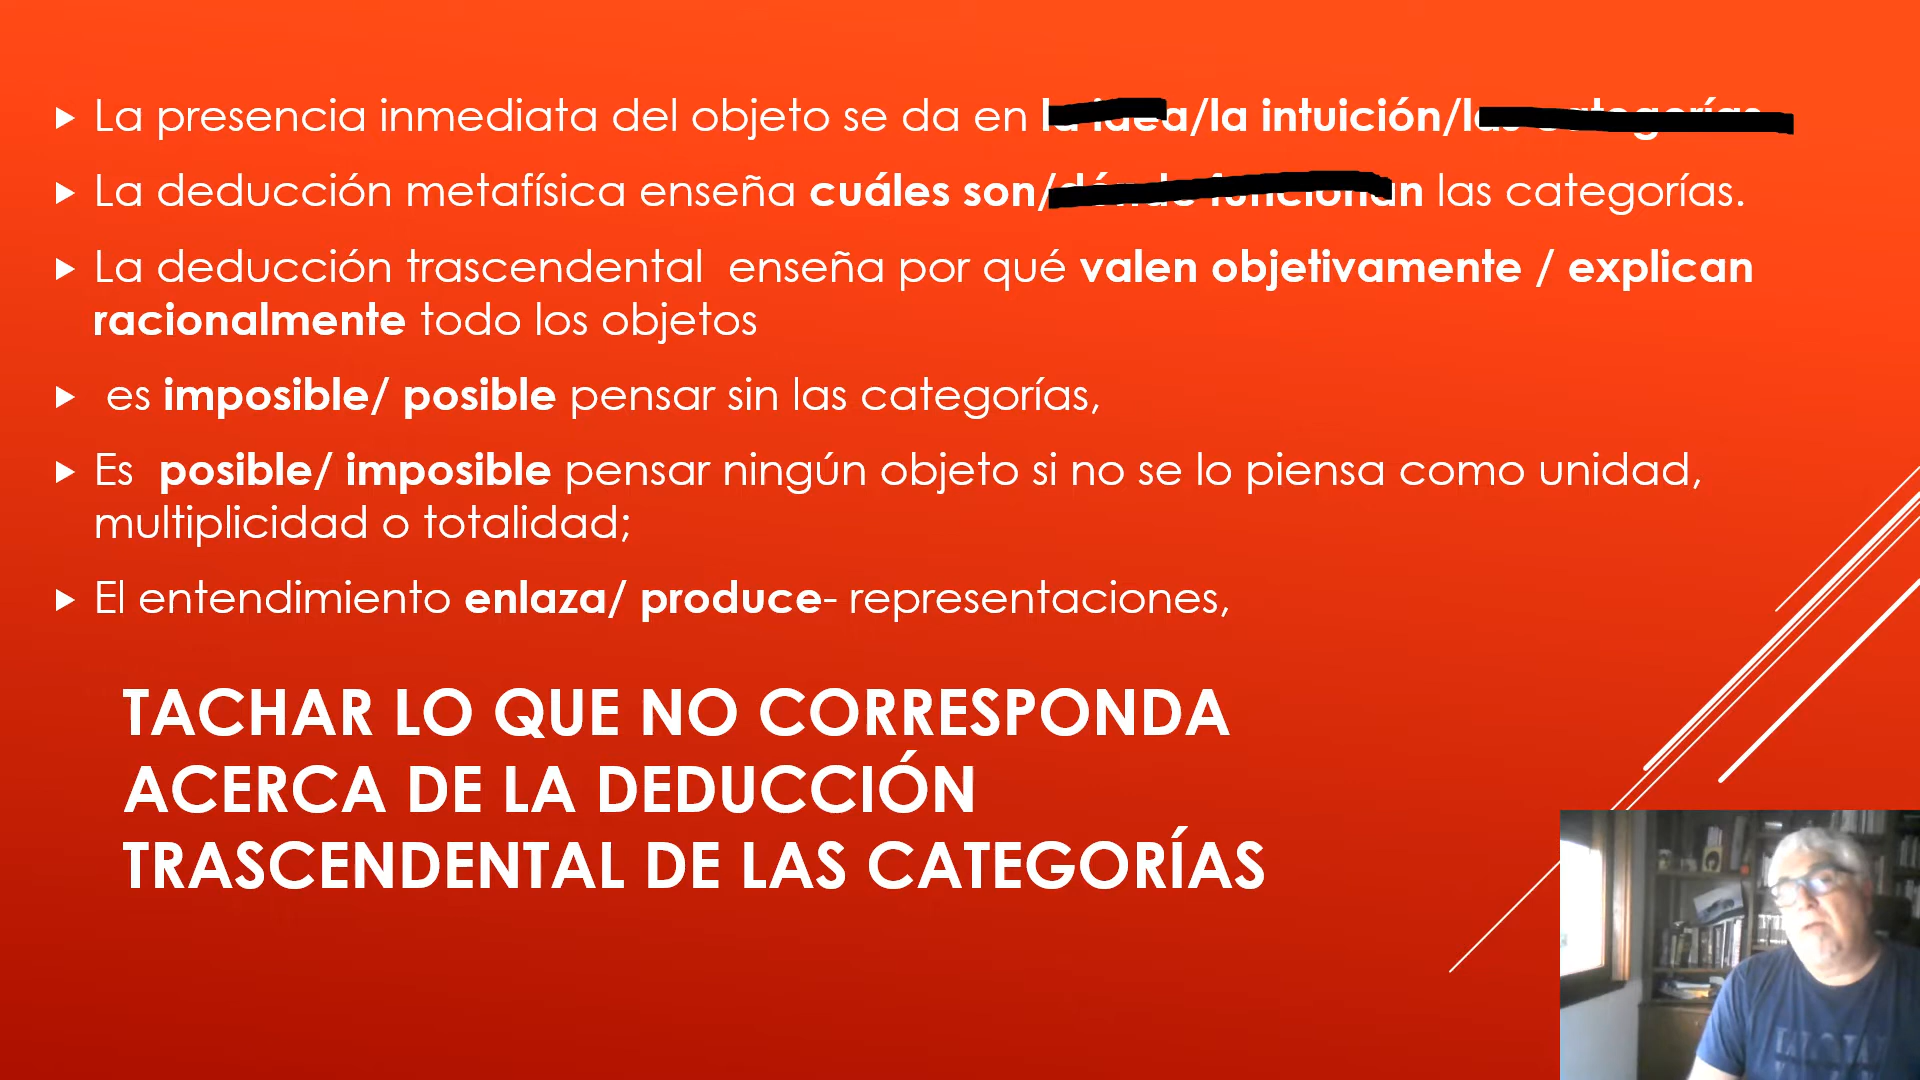 La presencia inmediata del objeto se da en la idea/la intuición/las categorías
La deducción metafísica enseña cuáles son/dónde funcionan las categorías.
La deducción trascendental enseña por qué valen objetivamente / explican
racionalmente todo los objetos
es imposible/ posible pensar sin las categorías,
Es posible/ imposible pensar ningún objeto si no se lo piensa como unidad,
multiplicidad o totalidad;
El entendimiento enlaza/ produce- representaciones,
TACHAR LO QUE NO CORRESPONDA
ACERCA DE LA DEDUCCIÓN
TRASCENDENTAL DE LAS CATEGORÍAS